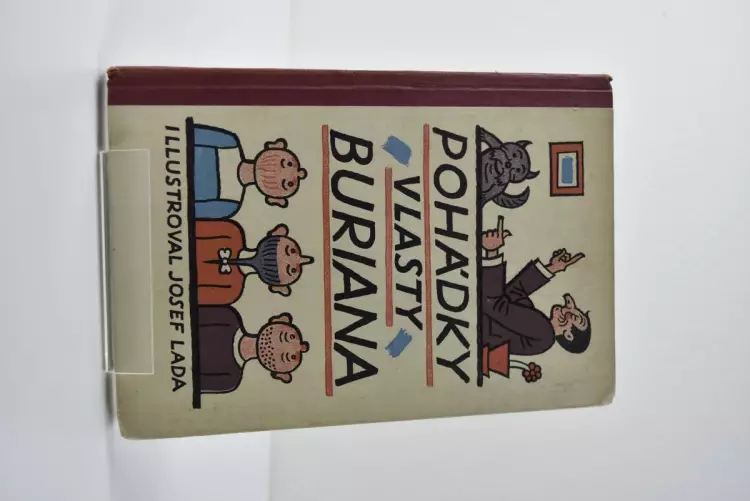 POHÁDKY
VLASTY
BURIANA
ILLUSTROVAL JOSEF LADA